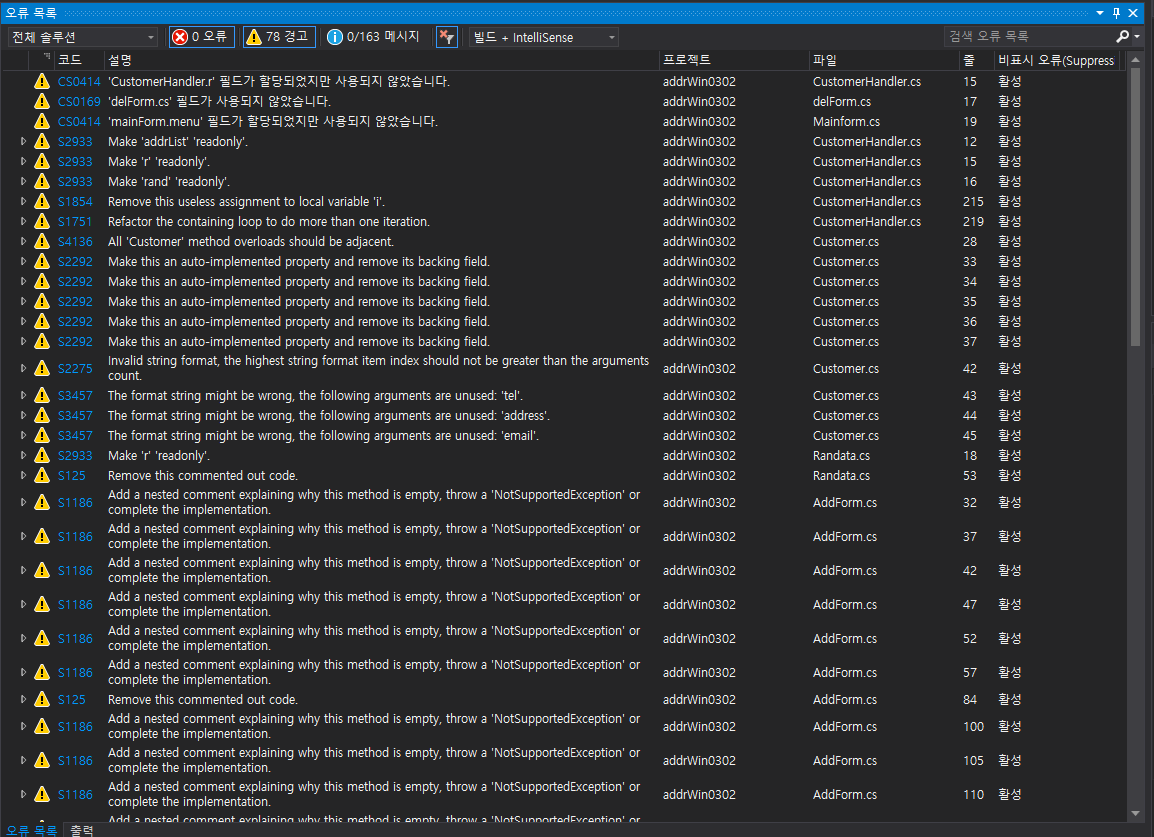 오류 목록
전체 솔루션 0 오류 78 경고 0/163 메시지 빌드 + IntelliSense 검색 오류 목록
코드 설명 프로젝트 파일 줄 비표시 오류(Suppress
CS0414 'CustomerHandler.r' 필드가 할당되었지만 사용되지 않았습니다. addrWin0302 CustomerHandler.cs 15 활성
CS0169 'delForm.cs' 필드가 사용되지 않았습니다. addrWin0302 delForm.cs 17 활성
CS0414 'mainForm.menu' 필드가 할당되었지만 사용되지 않았습니다. addrWin0302 Mainform.cs 19 활성
S2933 Make 'addrList' 'readonly'. addrWin0302 CustomerHandler.cs 12 활성
S2933 Make 'r' 'readonly'. addrWin0302 CustomerHandler.cs 15 활성
S2933 Make 'rand' 'readonly'. addrWin0302 CustomerHandler.cs 16 활성
S1854 Remove this useless assignment to local variable 'i'. addrWin0302 CustomerHandler.cs 215 활성
S1751 Refactor the containing loop to do more than one iteration. addrWin0302 CustomerHandler.cs 219 활성
S4136 All 'Customer' method overloads should be adjacent. addrWin0302 Customer.cs 28 활성
S2292 Make this an auto-implemented property and remove its backing field. addrWin0302 Customer.cs 33 활성
S2292 Make this an auto-implemented property and remove its backing field. addrWin0302 Customer.cs 34 활성
S2292 Make this an auto-implemented property and remove its backing field. addrWin0302 Customer.cs 35 활성
S2292 Make this an auto-implemented property and remove its backing field. addrWin0302 Customer.cs 36 활성
S2292 Make this an auto-implemented property and remove its backing field. addrWin0302 Customer.cs 37 활성
S2275 Invalid string format, the highest string format item index should not be greater than the arguments
count. addrWin0302 Customer.cs 42 활성
S3457 The format string might be wrong, the following arguments are unused: 'tel'. addrWin0302 Customer.cs 43 활성
S3457 The format string might be wrong, the following arguments are unused: 'address'. addrWin0302 Customer.cs 44 활성
S3457 The format string might be wrong, the following arguments are unused: 'email'. addrWin0302 Customer.cs 45 활성
S2933 Make 'r' 'readonly'. addrWin0302 Randata.cs 18 활성
S125 Remove this commented out code. addrWin0302 Randata.cs 53 활성
S1186 Add a nested comment explaining why this method is empty, throw a 'NotSupportedException' or
complete the implementation. addrWin0302 AddForm.cs 32 활성
S1186 Add a nested comment explaining why this method is empty, throw a 'NotSupportedException' or
complete the implementation. addrWin0302 AddForm.cs 37 활성
S1186 Add a nested comment explaining why this method is empty, throw a 'NotSupportedException' or
complete the implementation. addrWin0302 AddForm.cs 42 활성
S1186 Add a nested comment explaining why this method is empty, throw a 'NotSupportedException' or
complete the implementation. addrWin0302 AddForm.cs 47 활성
S1186 Add a nested comment explaining why this method is empty, throw a 'NotSupportedException' or
complete the implementation. addrWin0302 AddForm.cs 52 활성
S1186 Add a nested comment explaining why this method is empty, throw a 'NotSupportedException' or
complete the implementation. addrWin0302 AddForm.cs 57 활성
S125 Remove this commented out code. addrWin0302 AddForm.cs 84 활성
S1186 Add a nested comment explaining why this method is empty, throw a 'NotSupportedException' or
complete the implementation. addrWin0302 AddForm.cs 100 활성
S1186 Add a nested comment explaining why this method is empty, throw a 'NotSupportedException' or
complete the implementation. addrWin0302 AddForm.cs 105 활성
S1186 Add a nested comment explaining why this method is empty, throw a 'NotSupportedException' or
complete the implementation. addrWin0302 AddForm.cs 110 활성
Add a nested comment explaining why this method is empty, throw a 'NotSupportedException' or
오류 목록 출력